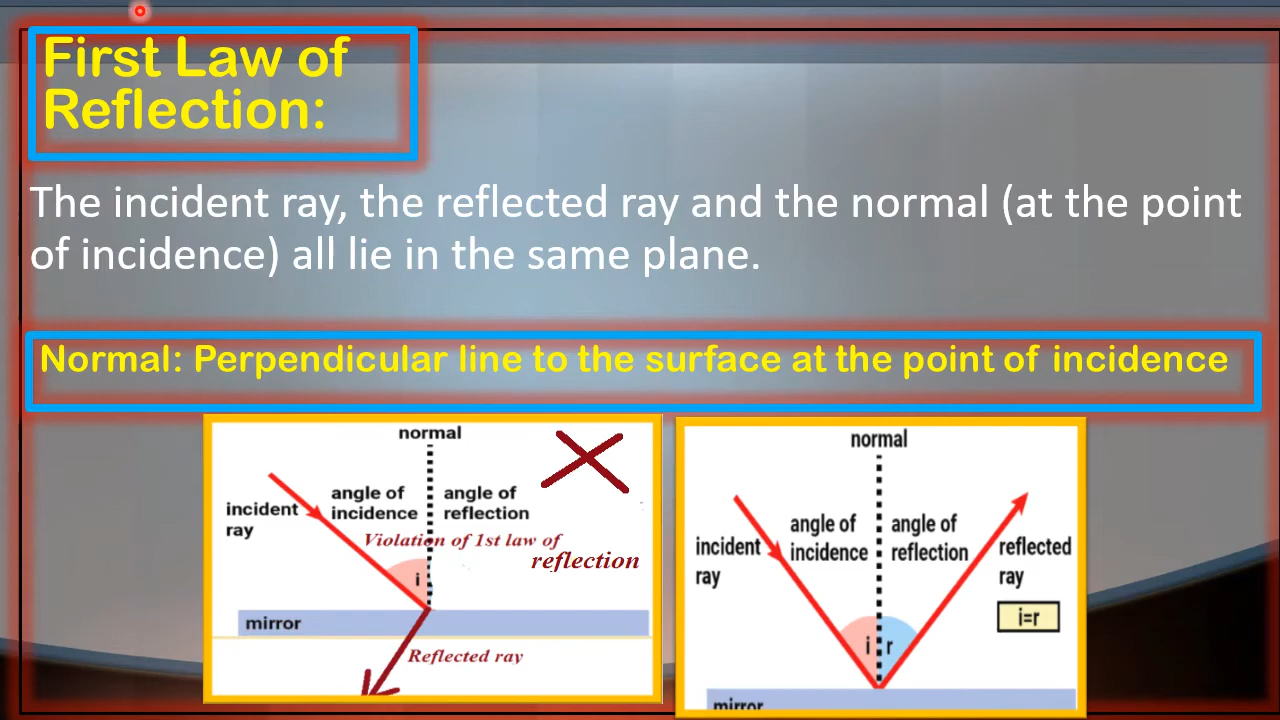 First Law of
Reflection:
The incident ray, the reflected ray and the normal (at the point
of incidence) all lie in the same plane.
Normal: Perpendicular line to the surface at the point of incidence
normal
angle of
incidence
angle of
reflection
incident
ray
Violation of 1st law of
reflection
i
mirror
Reflected ray
normal
angle of
incidence
angle of
reflection
incident
ray
reflected
ray
i=r
i
r
mirror